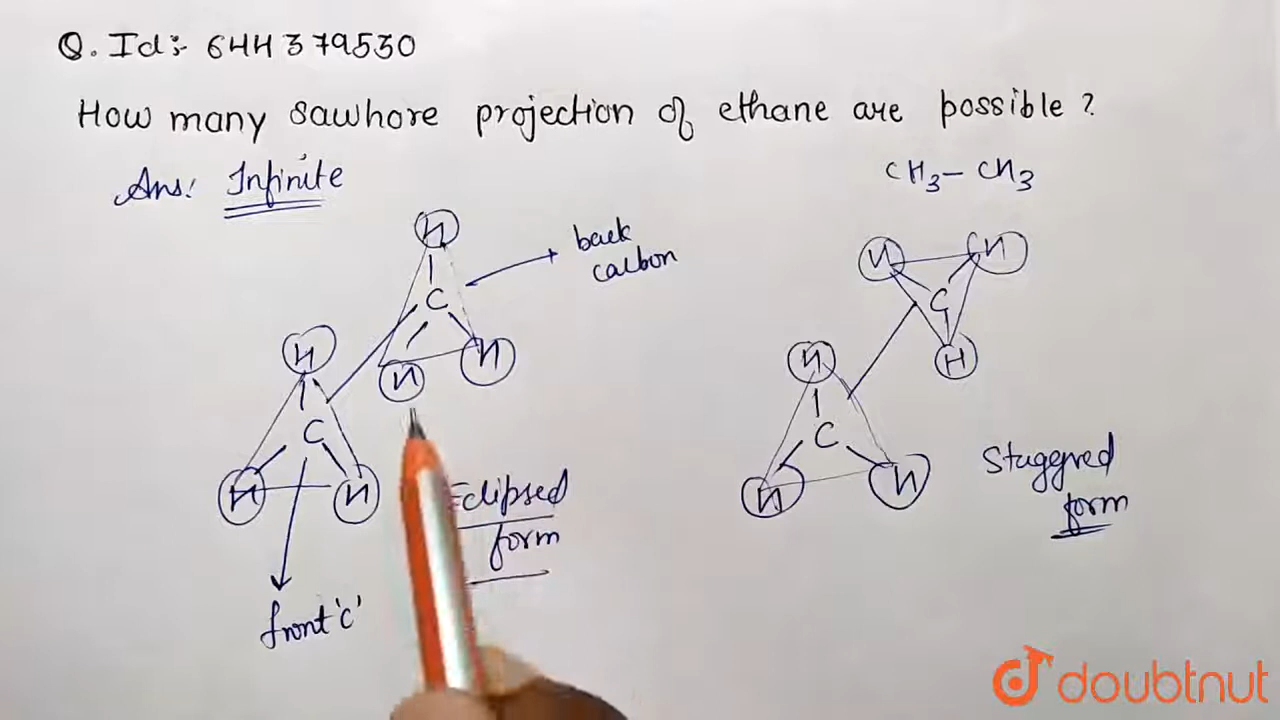 Q. Id:- 644379530
How many sawhore projection of ethane are possible?
Ans: Infinite
CH3 - CH3
H
C
H H
back
carbon
H
C
H H
front 'c'
Eclipsed
form
H H
C
H
H
C
H H
Staggered
form
doubtnut